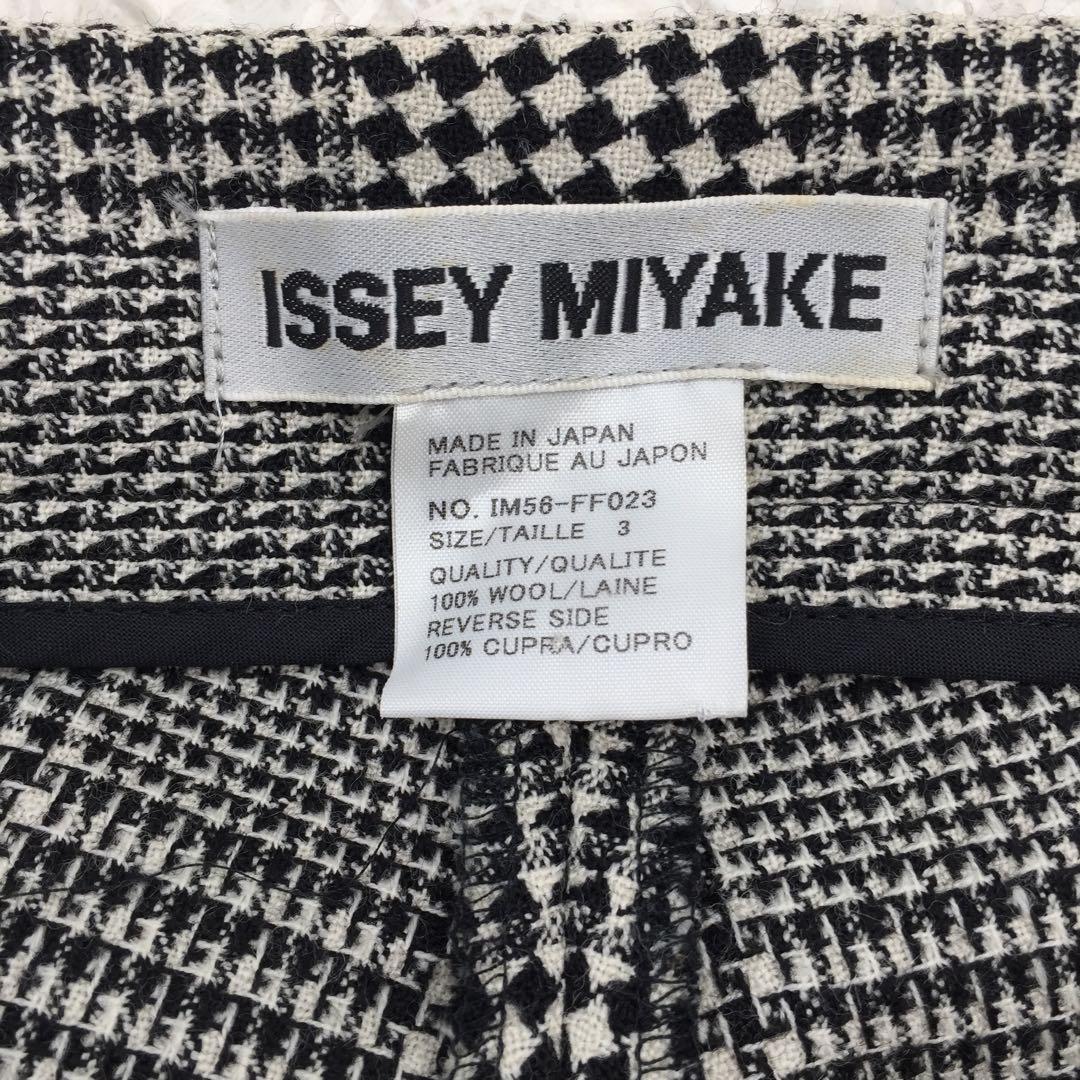 ISSEY MIYAKE
MADE IN JAPAN
FABRIQUE AU JAPON
NO. IM56-FF023
SIZE/TAILLE 3
QUALITY/QUALITE
100% WOOL/LAINE
REVERSE SIDE
100% CUPRA/CUPRO